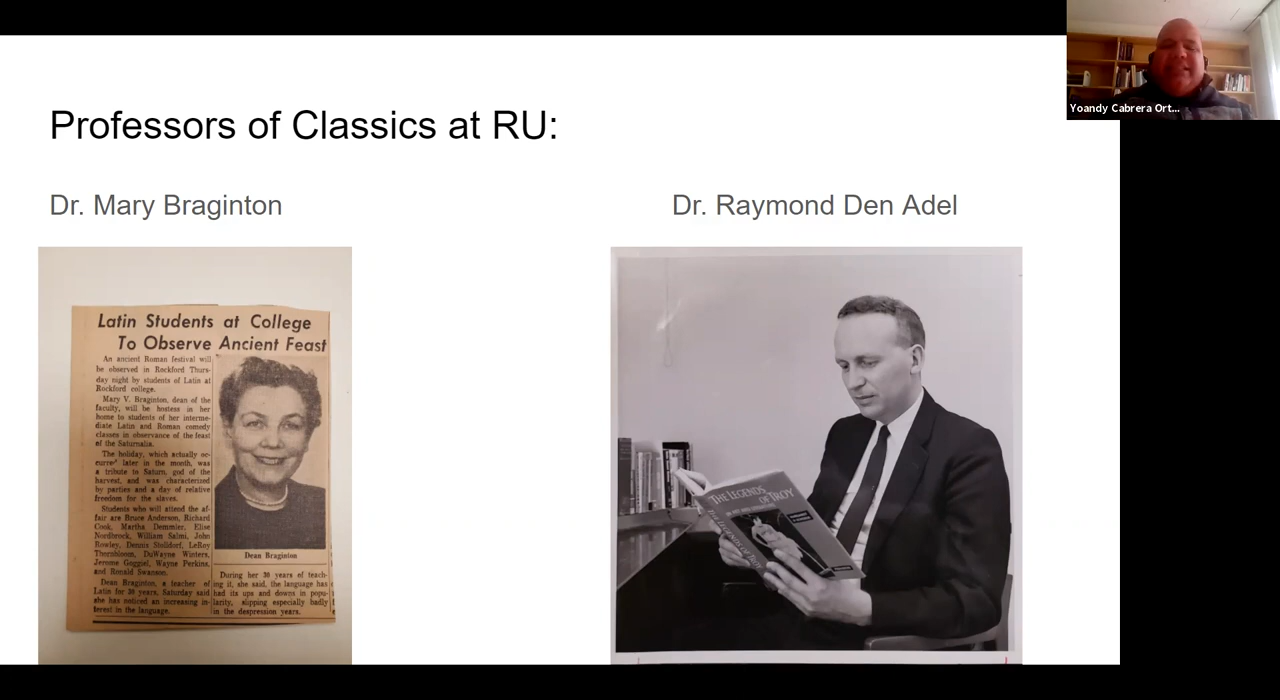 Yoandy Cabrera Ort...
Professors of Classics at RU:
Dr. Mary Braginton
Dr. Raymond Den Adel
Latin Students at College
To Observe Ancient Feast
An ancient Roman festival will
be observed in Rockford Thurs-
day night by students of Latin at
Rockford college.
Mary V. Braginton, dean of the
faculty, will be hostess in her
home to students of her interme-
diate Latin and Roman comedy
classes in observance of the feast
of the Saturnalia.
The holiday, which actually oc-
later in the month, was
a tribute to Saturn, god of the
harvest, and was characterized
by parties and a day of relative
freedom for the slaves.
Students who will attend the af-
fair are Bruce Anderson, Richard
Cook, Martha Demmler, Elise
Nordbrock, William Salmi, John
Rowley, Dennis Stelldorf, LeRoy
Thornbloom, DuWayne Winters,
Jerome Goggiel, Wayne Perkins,
and Ronald Swanson.
Dean Braginton, a teacher of
Latin for 30 years, Saturday said
she has noticed an increasing in-
terest in the language.
Dean Braginton
During her 30 years of teach-
ing it, she said, the language has
had its ups and downs in popu-
larity, slipping especially badly
in the despression years.
THE LEGENDS
OF TROY
THE LEGENDS OF TROY